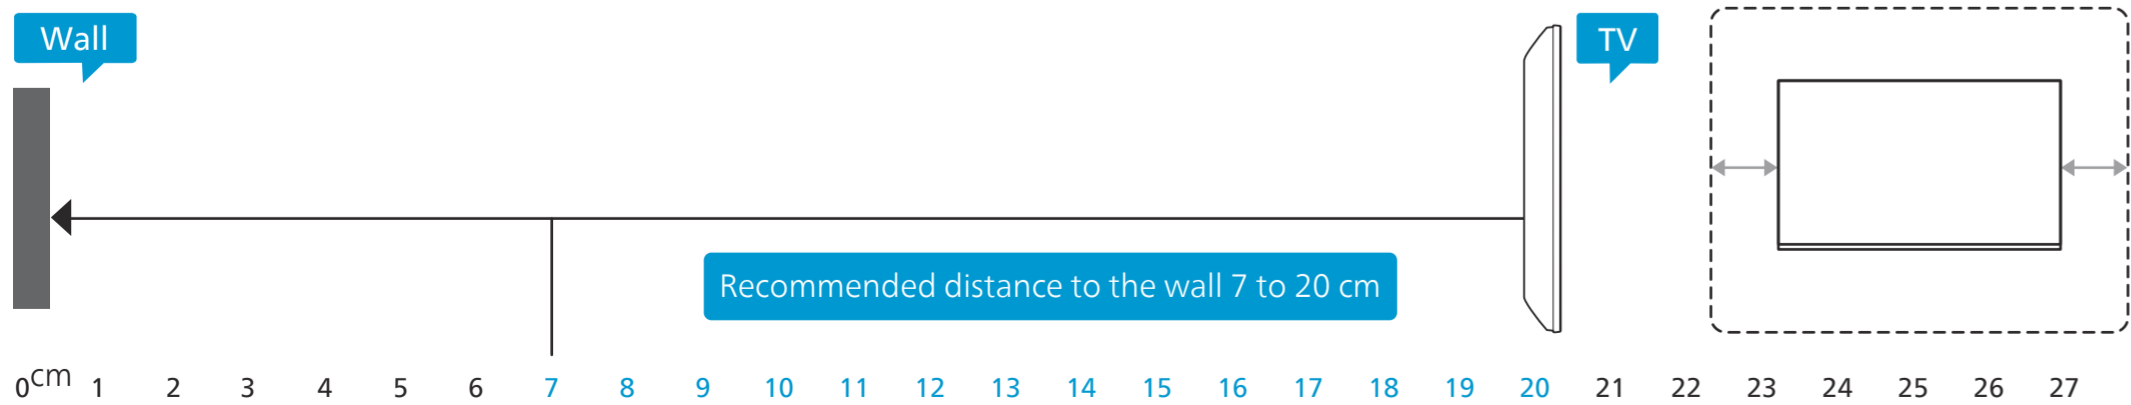 Wall
TV
Recommended distance to the wall 7 to 20 cm
0cm 1 2 3 4 5 6 7 8 9 10 11 12 13 14 15 16 17 18 19 20 21 22 23 24 25 26 27